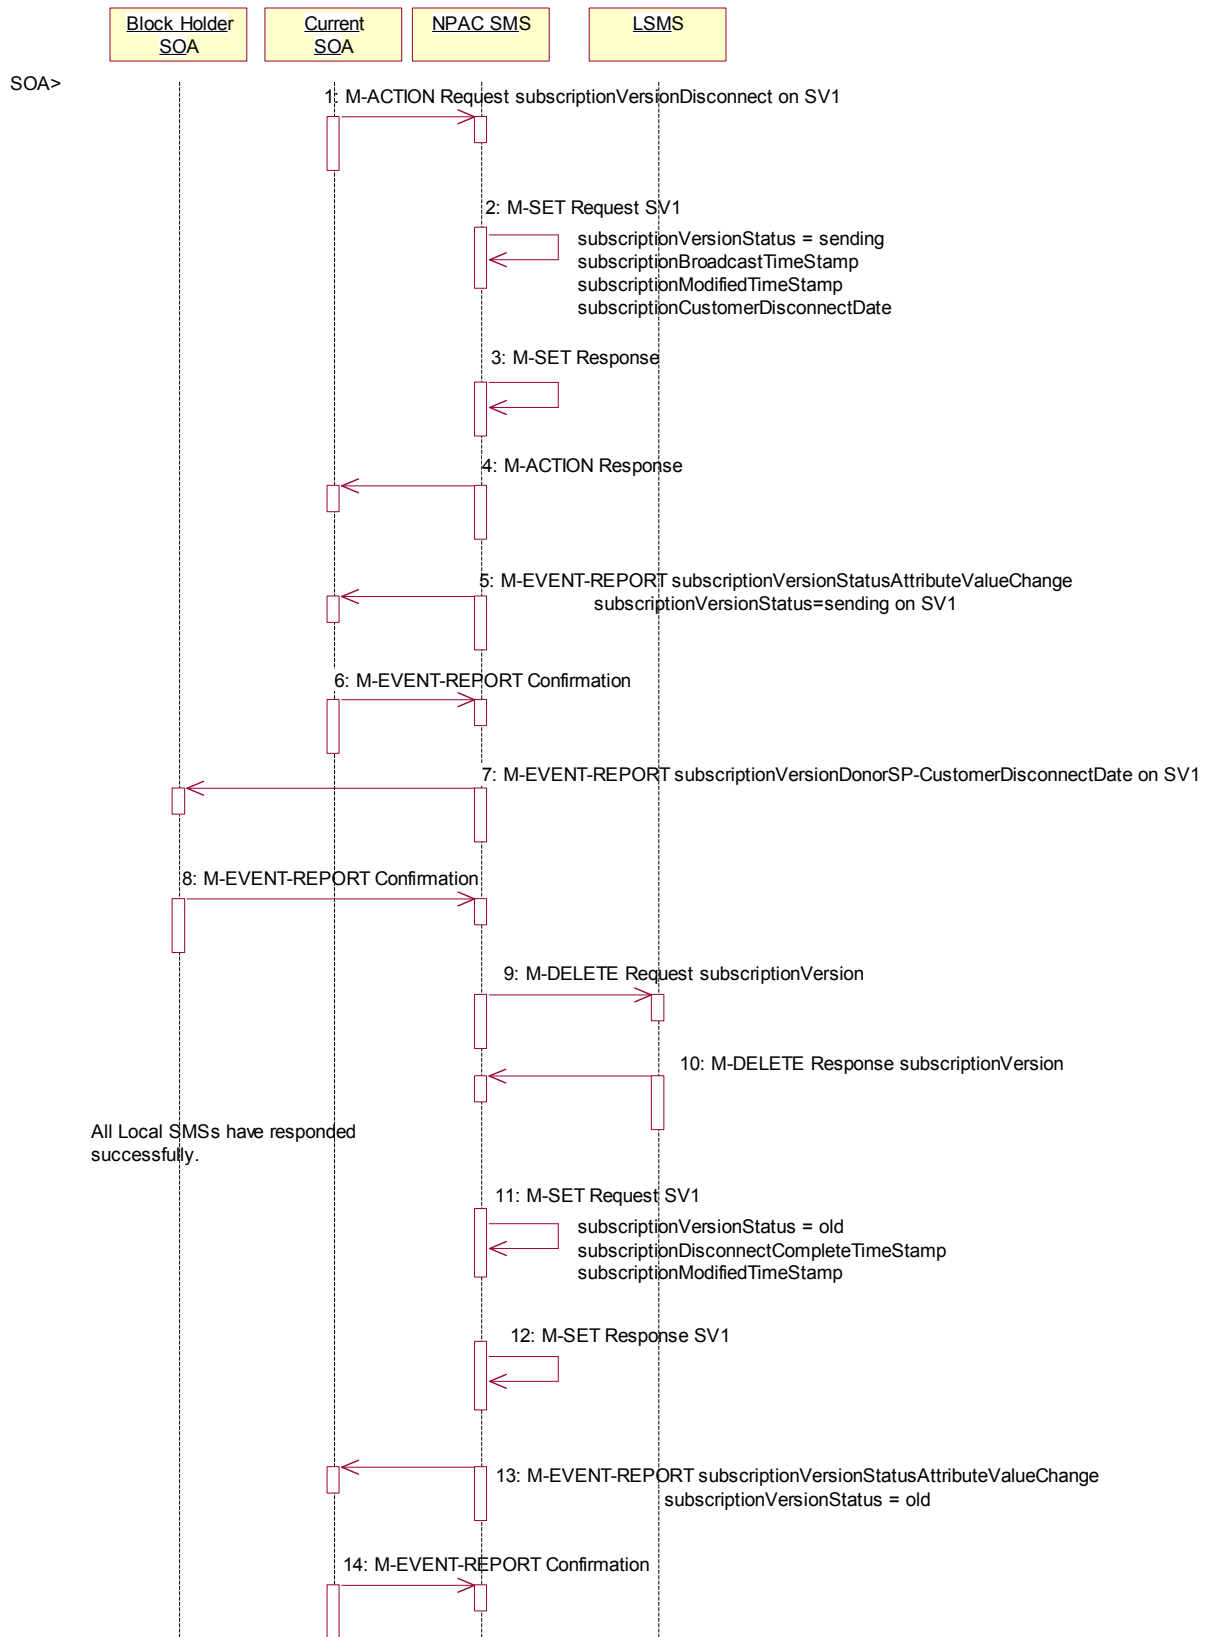 Block Holder
SOA
Current
SOA
NPAC SMS
LSMS
SOA>
1: M-ACTION Request subscriptionVersionDisconnect on SV1
2: M-SET Request SV1
subscriptionVersionStatus = sending
subscriptionBroadcastTimeStamp
subscriptionModifiedTimeStamp
subscriptionCustomerDisconnectDate
3: M-SET Response
4: M-ACTION Response
5: M-EVENT-REPORT subscriptionVersionStatusAttributeValueChange
subscriptionVersionStatus=sending on SV1
6: M-EVENT-REPORT Confirmation
7: M-EVENT-REPORT subscriptionVersionDonorSP-CustomerDisconnectDate on SV1
8: M-EVENT-REPORT Confirmation
9: M-DELETE Request subscriptionVersion
10: M-DELETE Response subscriptionVersion
All Local SMSs have responded
successfully.
11: M-SET Request SV1
subscriptionVersionStatus = old
subscriptionDisconnectCompleteTimeStamp
subscriptionModifiedTimeStamp
12: M-SET Response SV1
13: M-EVENT-REPORT subscriptionVersionStatusAttributeValueChange
subscriptionVersionStatus = old
14: M-EVENT-REPORT Confirmation